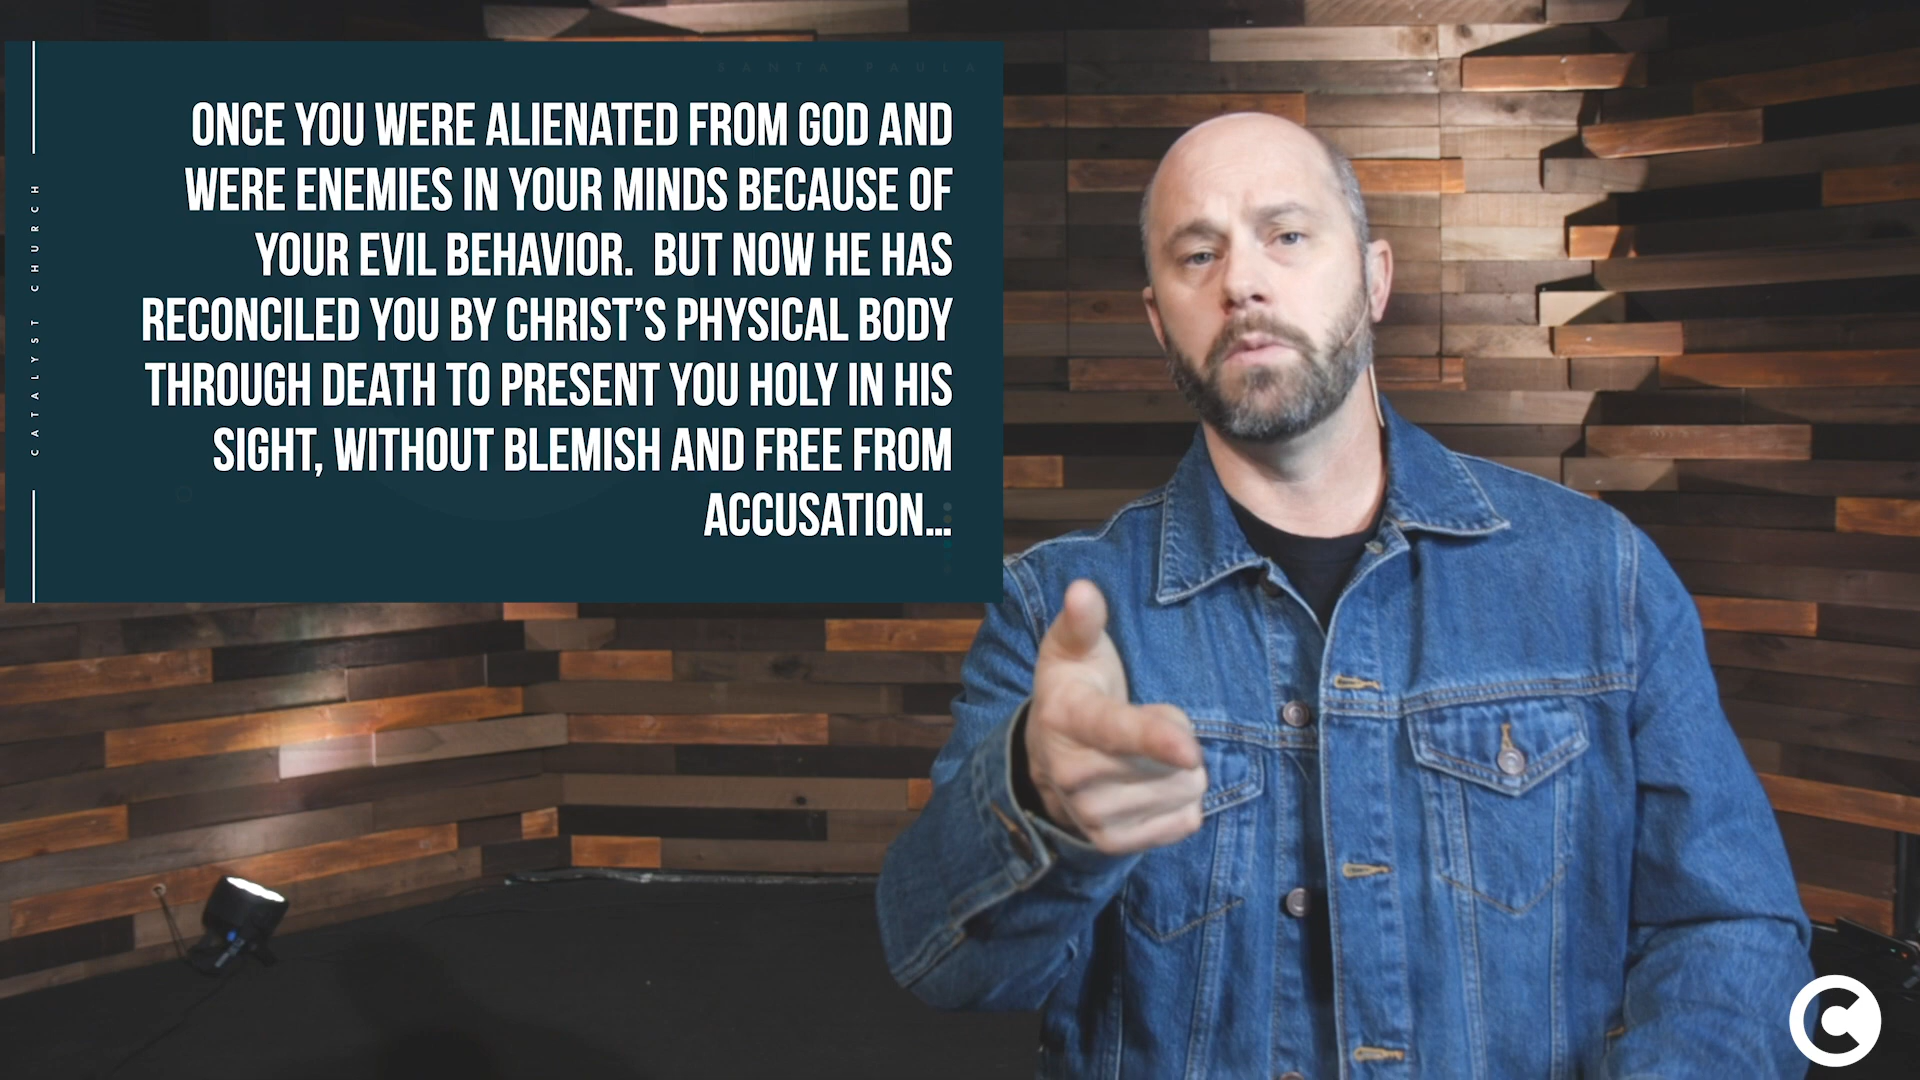 SANTA PAULA
ONCE YOU WERE ALIENATED FROM GOD AND
WERE ENEMIES IN YOUR MINDS BECAUSE OF
YOUR EVIL BEHAVIOR.  BUT NOW HE HAS
RECONCILED YOU BY CHRIST’S PHYSICAL BODY
THROUGH DEATH TO PRESENT YOU HOLY IN HIS
SIGHT, WITHOUT BLEMISH AND FREE FROM
ACCUSATION...
CATALYST CHURCH
C